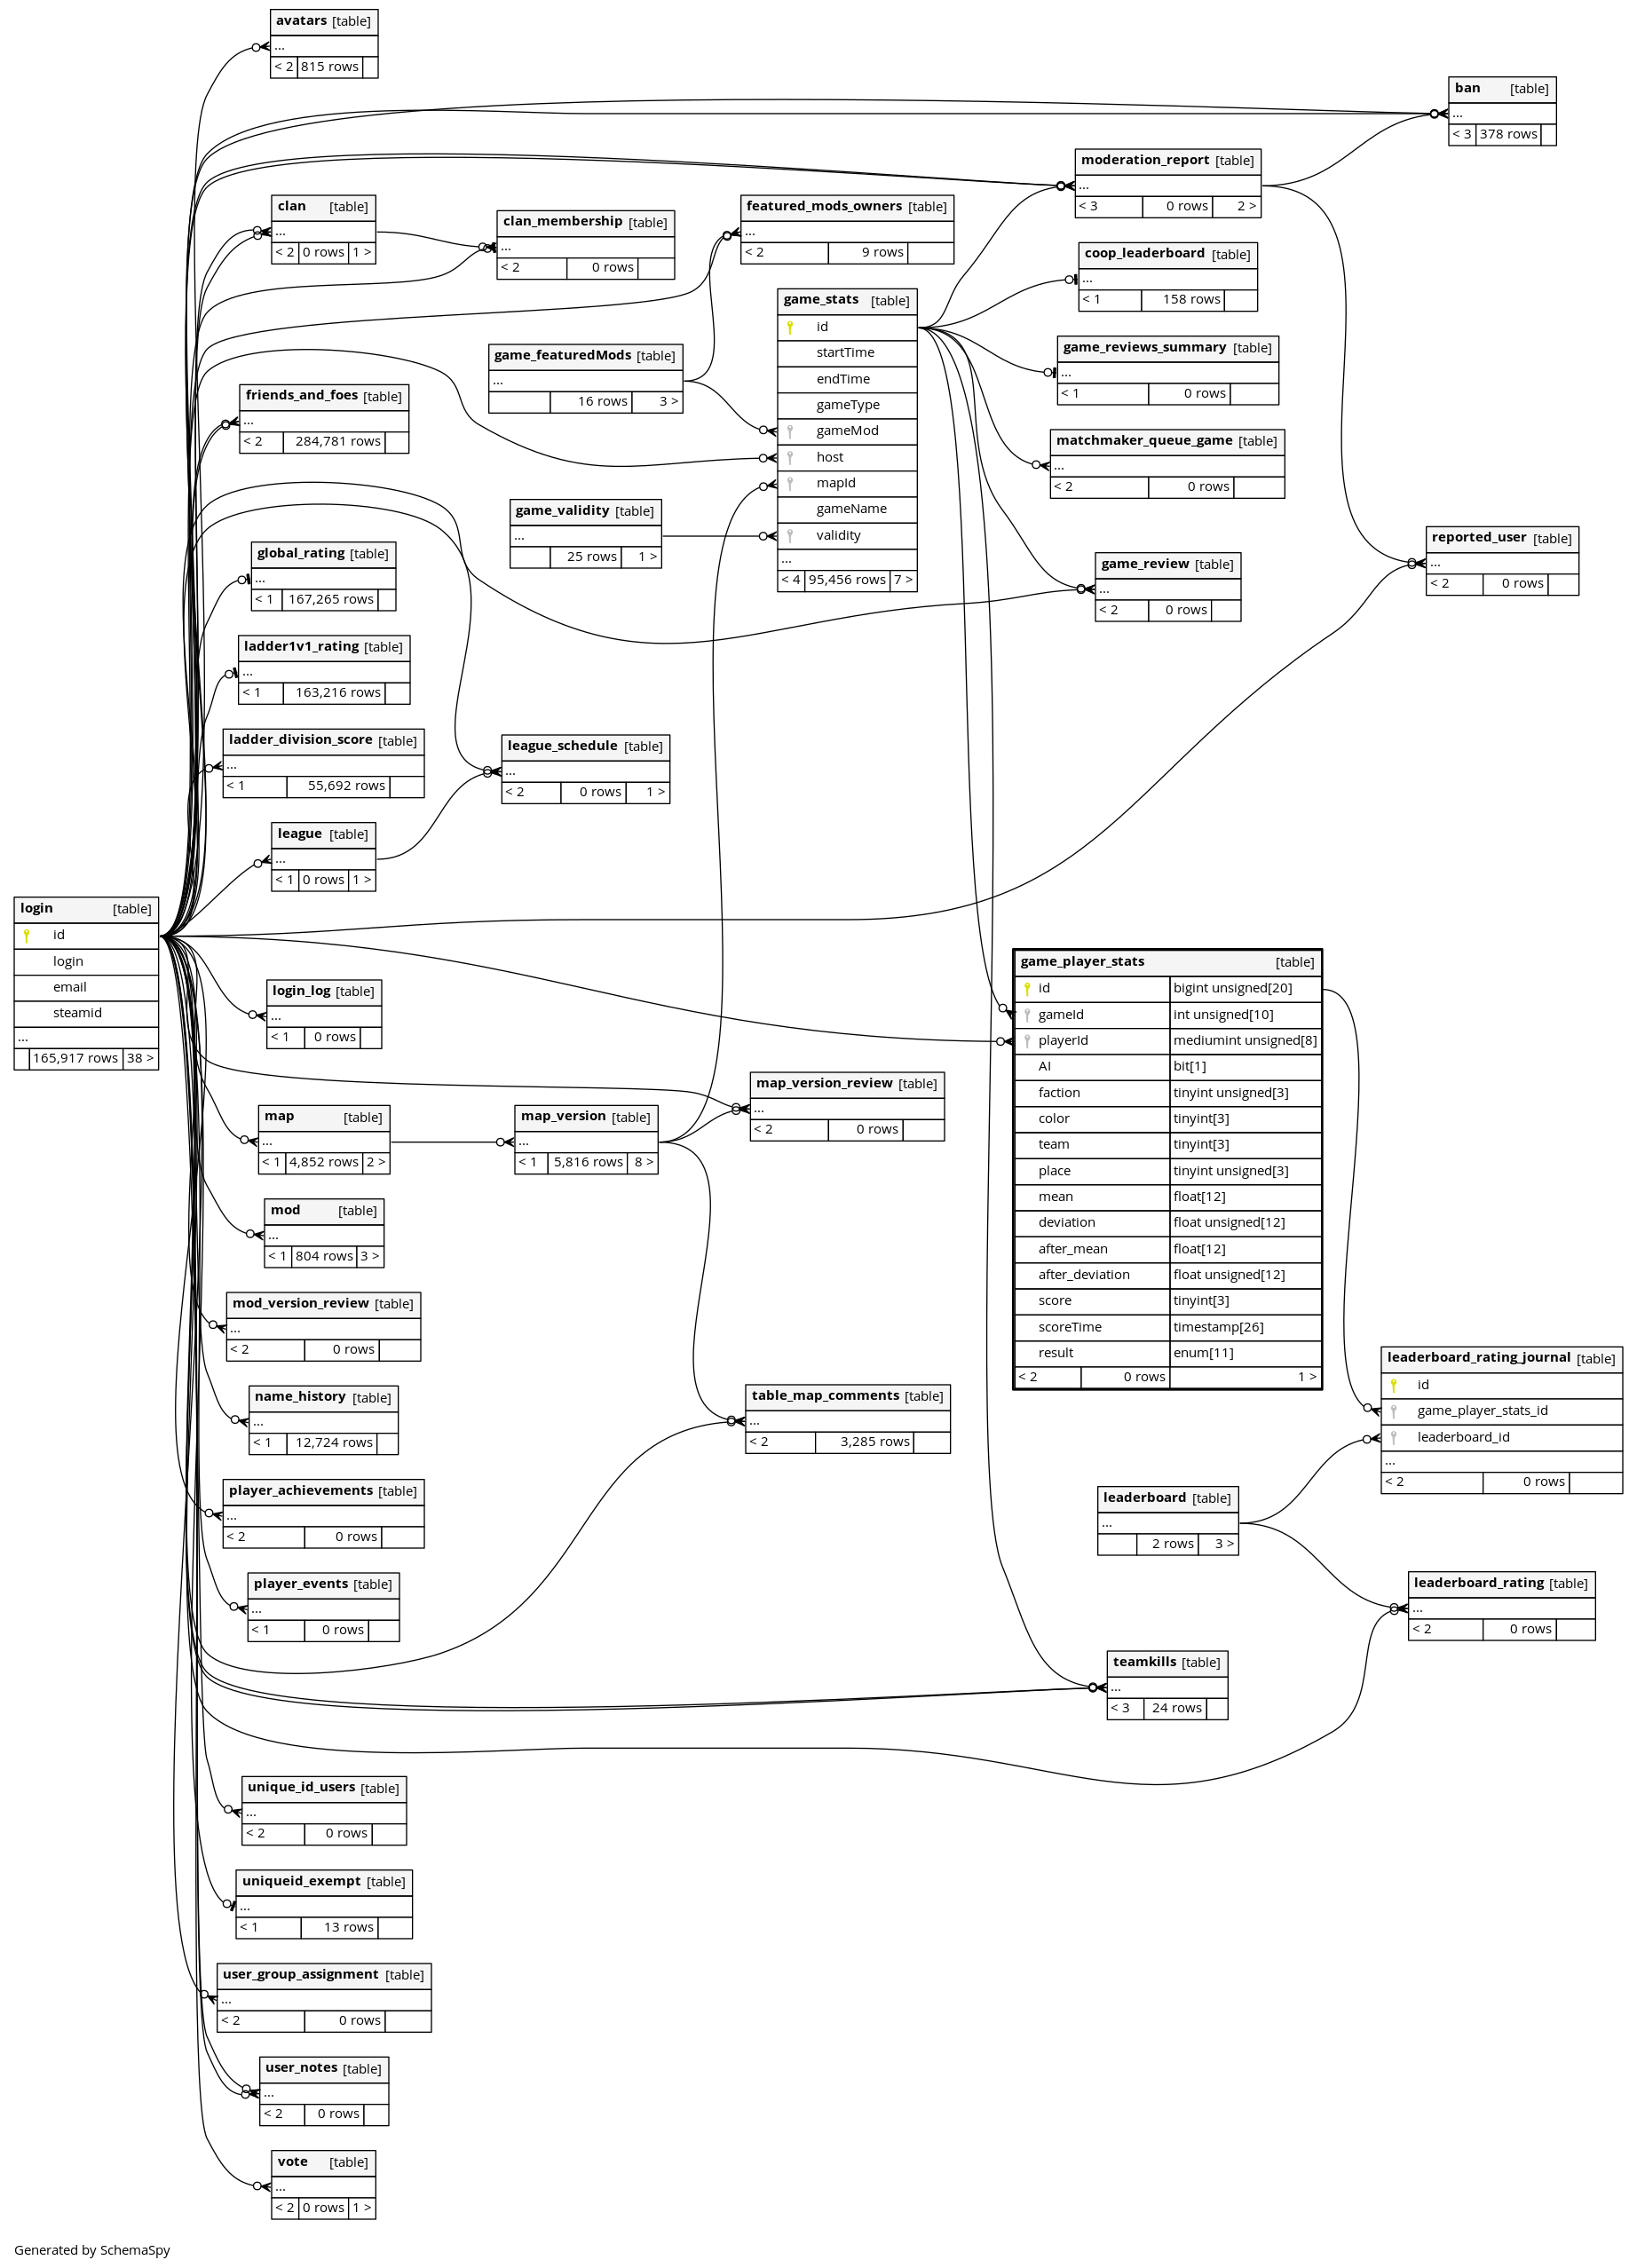 avatars [table]
...
< 2 815 rows
ban [table]
...
< 3 378 rows
moderation_report [table]
...
< 3 0 rows 2 >
clan [table]
...
< 2 0 rows 1 >
clan_membership [table]
...
< 2 0 rows
featured_mods_owners [table]
...
< 2 9 rows
coop_leaderboard [table]
...
< 1 158 rows
game_stats [table]
id
startTime
endTime
gameType
gameMod
host
mapId
gameName
validity
...
< 4 95,456 rows 7 >
game_reviews_summary [table]
...
< 1 0 rows
game_featuredMods [table]
...
16 rows 3 >
friends_and_foes [table]
...
< 2 284,781 rows
matchmaker_queue_game [table]
...
< 2 0 rows
game_validity [table]
...
25 rows 1 >
reported_user [table]
...
< 2 0 rows
global_rating [table]
...
< 1 167,265 rows
game_review [table]
...
< 2 0 rows
ladder1v1_rating [table]
...
< 1 163,216 rows
ladder_division_score [table]
...
< 1 55,692 rows
league_schedule [table]
...
< 2 0 rows 1 >
league [table]
...
< 1 0 rows 1 >
login [table]
id
login
email
steamid
...
165,917 rows 38 >
game_player_stats [table]
id bigint unsigned[20]
gameId int unsigned[10]
playerId mediumint unsigned[8]
AI bit[1]
faction tinyint unsigned[3]
color tinyint[3]
team tinyint[3]
place tinyint unsigned[3]
mean float[12]
deviation float unsigned[12]
after_mean float[12]
after_deviation float unsigned[12]
score tinyint[3]
scoreTime timestamp[26]
result enum[11]
< 2 0 rows 1 >
login_log [table]
...
< 1 0 rows
map_version_review [table]
...
< 2 0 rows
map [table]
...
< 1 4,852 rows 2 >
map_version [table]
...
< 1 5,816 rows 8 >
mod [table]
...
< 1 804 rows 3 >
mod_version_review [table]
...
< 2 0 rows
leaderboard_rating_journal [table]
id
game_player_stats_id
leaderboard_id
...
< 2 0 rows
name_history [table]
...
< 1 12,724 rows
table_map_comments [table]
...
< 2 3,285 rows
player_achievements [table]
...
< 2 0 rows
leaderboard [table]
...
2 rows 3 >
player_events [table]
...
< 1 0 rows
leaderboard_rating [table]
...
< 2 0 rows
teamkills [table]
...
< 3 24 rows
unique_id_users [table]
...
< 2 0 rows
uniqueid_exempt [table]
...
< 1 13 rows
user_group_assignment [table]
...
< 2 0 rows
user_notes [table]
...
< 2 0 rows
vote [table]
...
< 2 0 rows 1 >
Generated by SchemaSpy